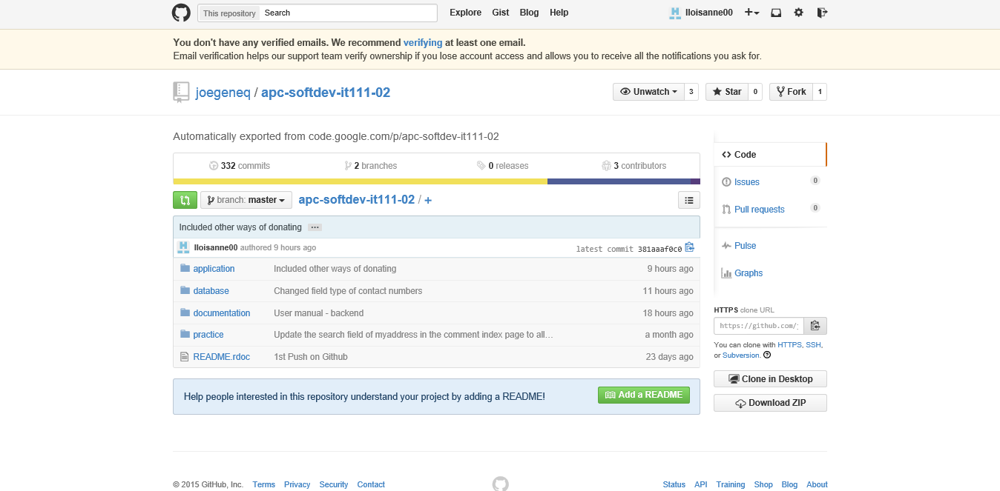 This repository Search Explore Gist Blog Help lloisanne00
You don't have any verified emails. We recommend verifying at least one email.
Email verification helps our support team verify ownership if you lose account access and allows you to receive all the notifications you ask for.
joegeneq / apc-softdev-it111-02 Unwatch 3 Star 0 Fork 1
Automatically exported from code.google.com/p/apc-softdev-it111-02
332 commits 2 branches 0 releases 3 contributors
branch: master apc-softdev-it111-02 / +
Included other ways of donating ...
lloisanne00 authored 9 hours ago latest commit 381aaaf0c0
application Included other ways of donating 9 hours ago
database Changed field type of contact numbers 11 hours ago
documentation User manual - backend 18 hours ago
practice Update the search field of myaddress in the comment index page to all… a month ago
README.rdoc 1st Push on Github 23 days ago
Help people interested in this repository understand your project by adding a README! Add a README
Code
Issues 0
Pull requests 0
Pulse
Graphs
HTTPS clone URL
https://github.com/
You can clone with HTTPS, SSH,
or Subversion.
Clone in Desktop
Download ZIP
© 2015 GitHub, Inc. Terms Privacy Security Contact Status API Training Shop Blog About